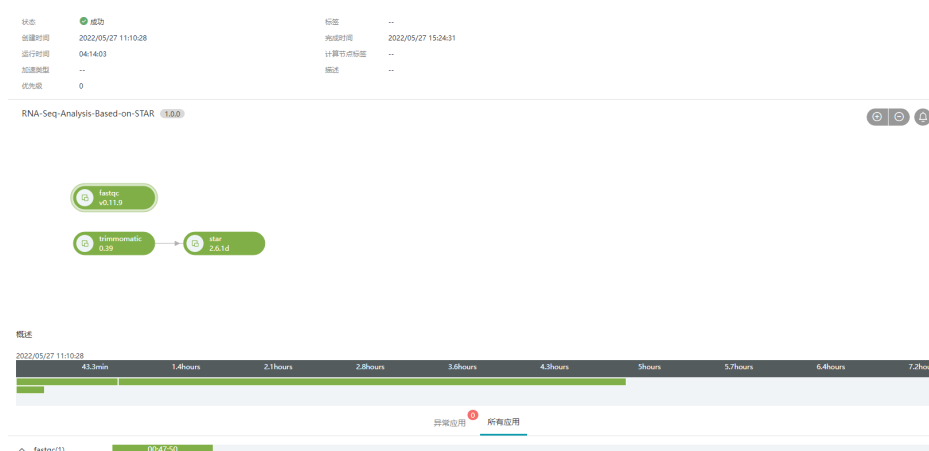 状态 成功 标签 --
创建时间 2022/05/27 11:10:28 完成时间 2022/05/27 15:24:31
运行时间 04:14:03 计算节点标签 --
加速类型 -- 描述 --
优先级 0
RNA-Seq-Analysis-Based-on-STAR 1.0.0
fastqc
v0.11.9
trimmomatic
0.39
star
2.6.1d
概述
2022/05/27 11:10:28
43.3min 1.4hours 2.1hours 2.8hours 3.6hours 4.3hours 5hours 5.7hours 6.4hours 7.2hou
异常应用 0 所有应用
fastqc(1) 00:47:50